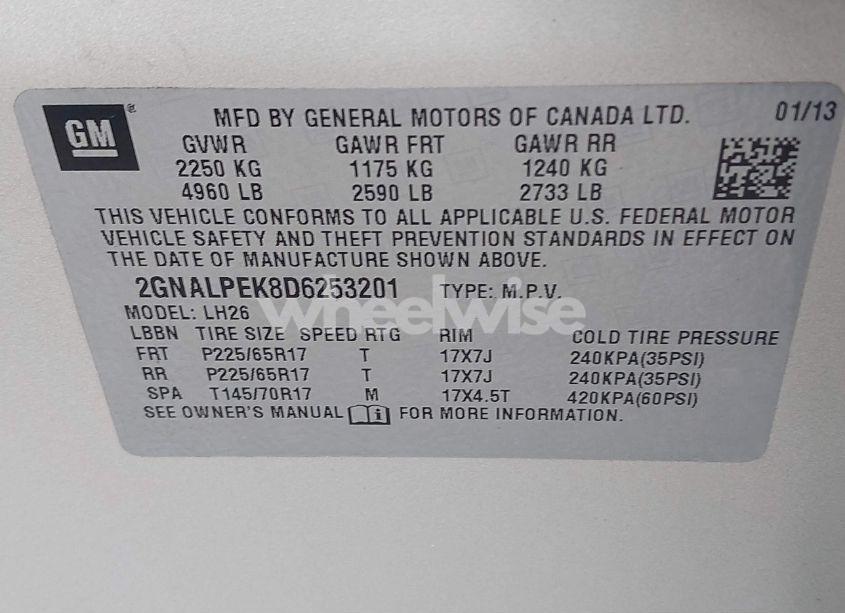 GM® MFD BY GENERAL MOTORS OF CANADA LTD. 01/13
GVWR GAWR FRT GAWR RR
2250 KG 1175 KG 1240 KG
4960 LB 2590 LB 2733 LB
THIS VEHICLE CONFORMS TO ALL APPLICABLE U.S. FEDERAL MOTOR
VEHICLE SAFETY AND THEFT PREVENTION STANDARDS IN EFFECT ON
THE DATE OF MANUFACTURE SHOWN ABOVE.
2GNALPEK8D6253201 TYPE: M.P.V.
wheelwise
MODEL: LH26
LBBN TIRE SIZE SPEED RTG RIM COLD TIRE PRESSURE
FRT P225/65R17 T 17X7J 240KPA(35PSI)
RR P225/65R17 T 17X7J 240KPA(35PSI)
SPA T145/70R17 M 17X4.5T 420KPA(60PSI)
SEE OWNER'S MANUAL FOR MORE INFORMATION.